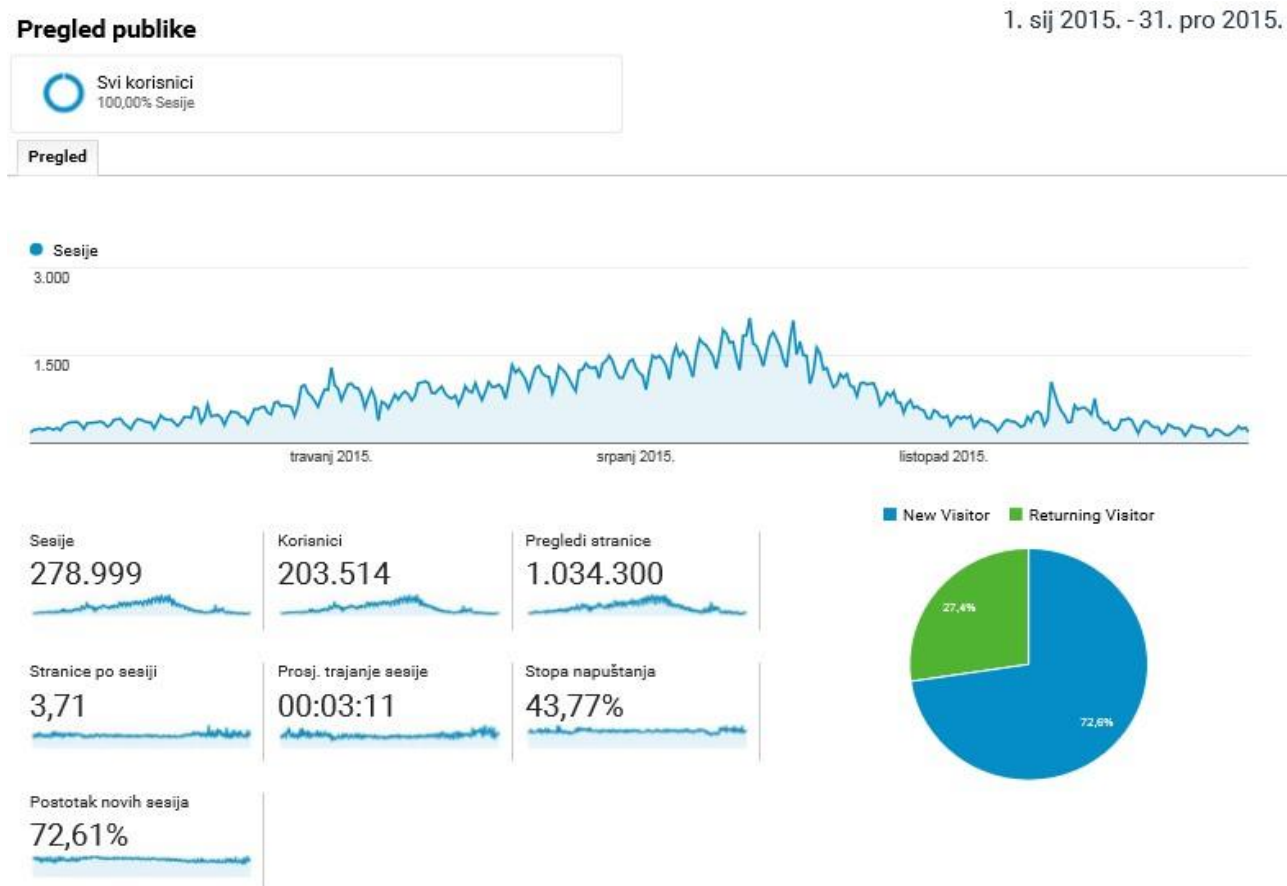 Pregled publike
1. sij 2015. - 31. pro 2015.
Svi korisnici
100,00% Sesije
Pregled
Sesije
3.000
1.500
travanj 2015.
srpanj 2015.
listopad 2015.
New Visitor
Returning Visitor
Sesije
278.999
Korisnici
203.514
Pregledi stranice
1.034.300
27,4%
72,6%
Stranice po sesiji
3,71
Prosj. trajanje sesije
00:03:11
Stopa napuštanja
43,77%
Postotak novih sesija
72,61%